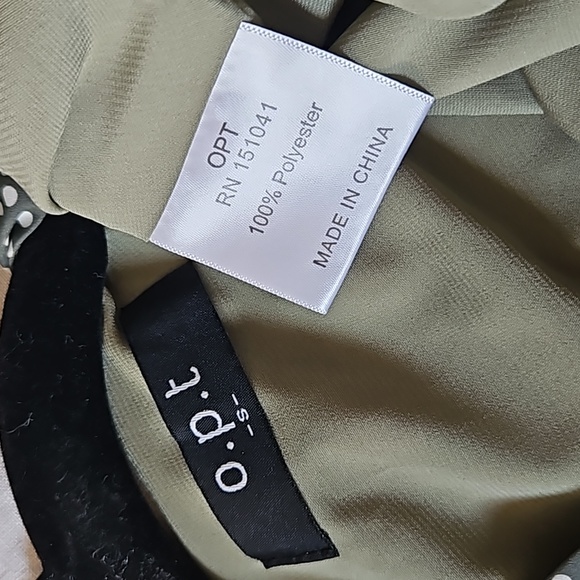 OPT
RN 151041
100% Polyester
MADE IN CHINA
o.p.t
-s-